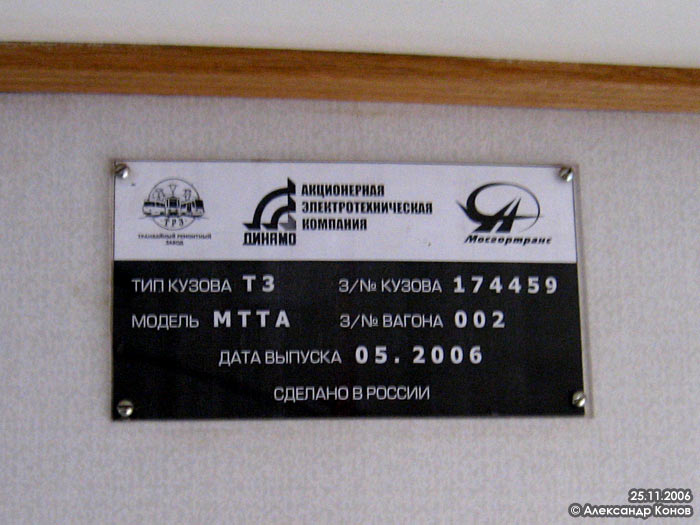 ТРЗ
ТРАМВАЙНЫЙ РЕМОНТНЫЙ
ЗАВОД
ДИНАМО
АКЦИОНЕРНАЯ
ЭЛЕКТРОТЕХНИЧЕСКАЯ
КОМПАНИЯ
Мосгортранс
ТИП КУЗОВА Т3 З/№ КУЗОВА 174459
МОДЕЛЬ МТТА З/№ ВАГОНА 002
ДАТА ВЫПУСКА 05.2006
СДЕЛАНО В РОССИИ
25.11.2006
© Александр Конов